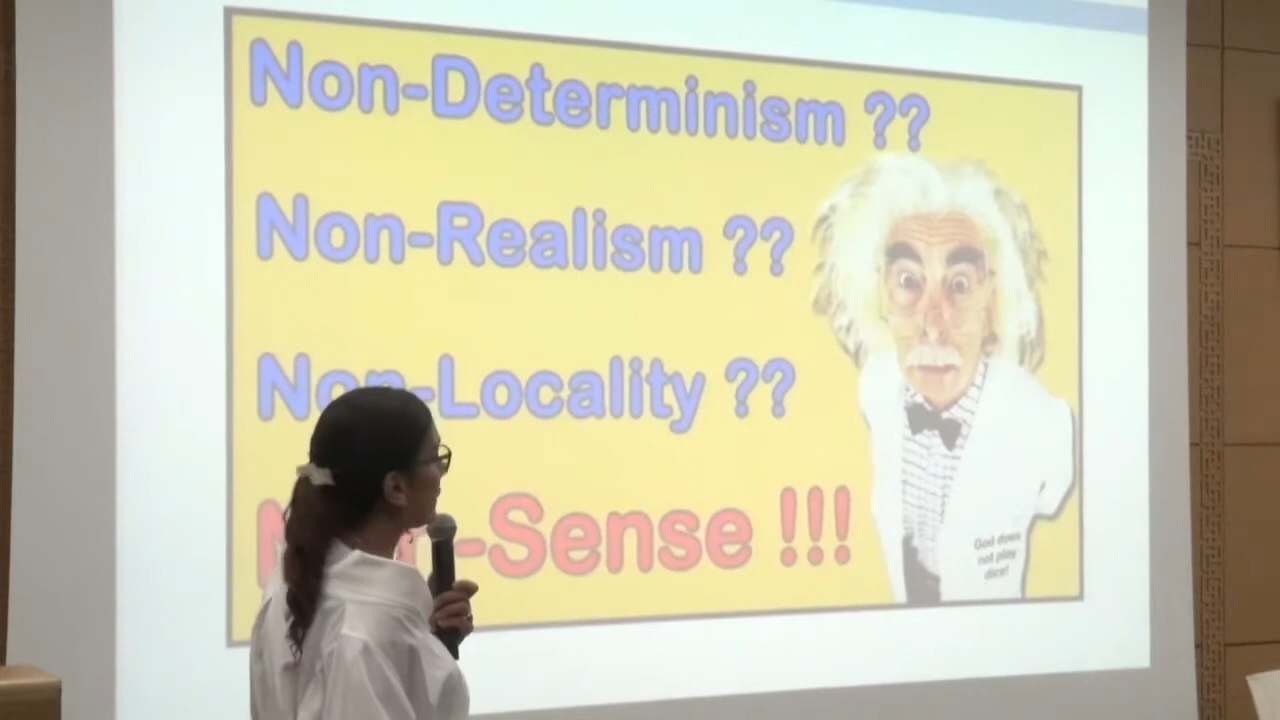 Non-Determinism ??
Non-Realism ??
Non-Locality ??
-Sense !!!
God does
not play
dice!